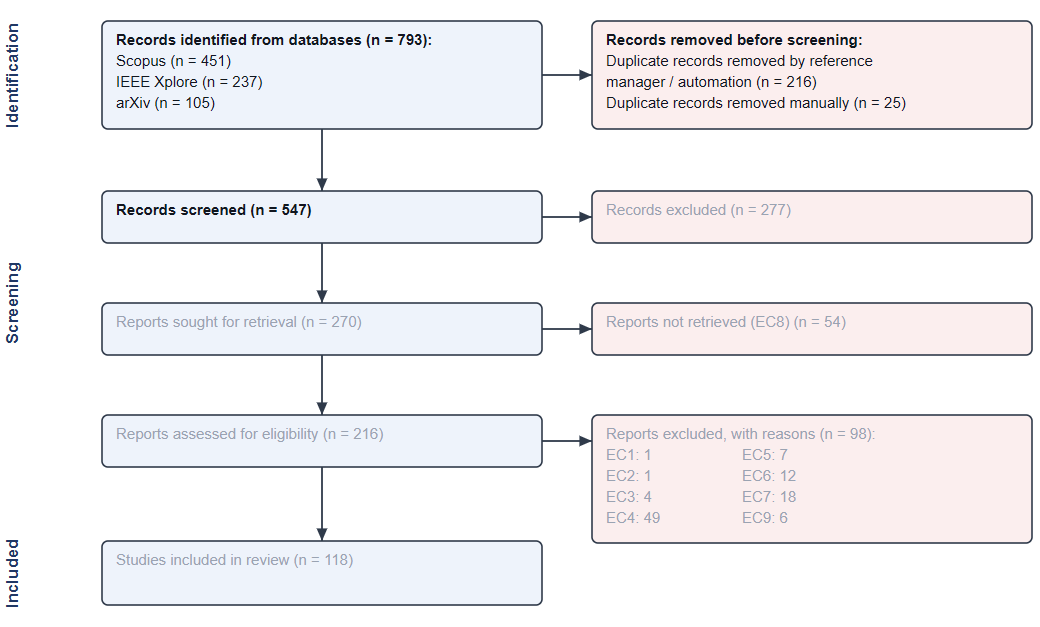 Identification
Records identified from databases (n = 793):
Scopus (n = 451)
IEEE Xplore (n = 237)
arXiv (n = 105)
Records removed before screening:
Duplicate records removed by reference
manager / automation (n = 216)
Duplicate records removed manually (n = 25)
Screening
Records screened (n = 547)
Records excluded (n = 277)
Reports sought for retrieval (n = 270)
Reports not retrieved (EC8) (n = 54)
Reports assessed for eligibility (n = 216)
Reports excluded, with reasons (n = 98):
EC1: 1 EC5: 7
EC2: 1 EC6: 12
EC3: 4 EC7: 18
EC4: 49 EC9: 6
Included
Studies included in review (n = 118)